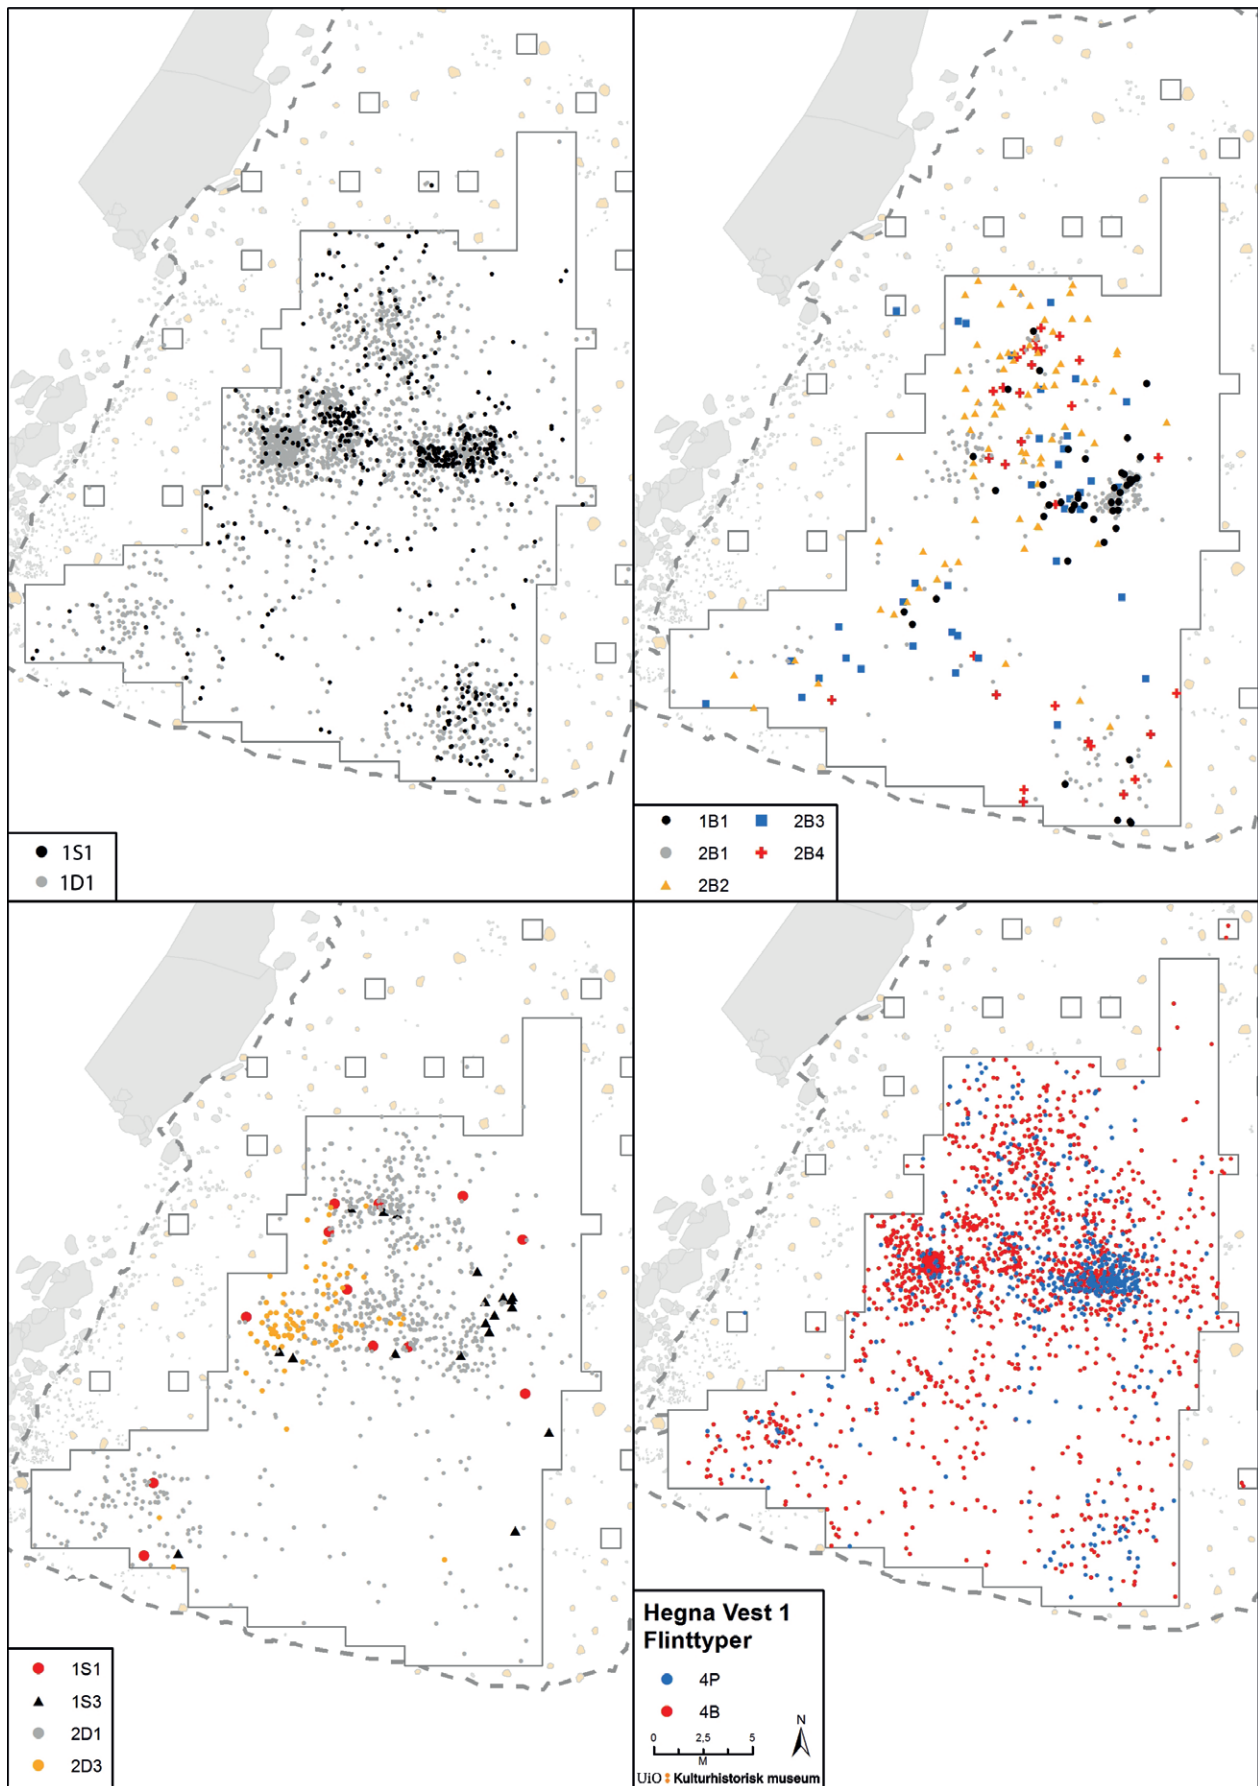 1S1
1D1
1B1 2B3
2B1 2B4
2B2
1S1
1S3
2D1
2D3
Hegna Vest 1
Flinttyper
4P
4B
N
0 2,5 5
M
UiO Kulturhistorisk museum